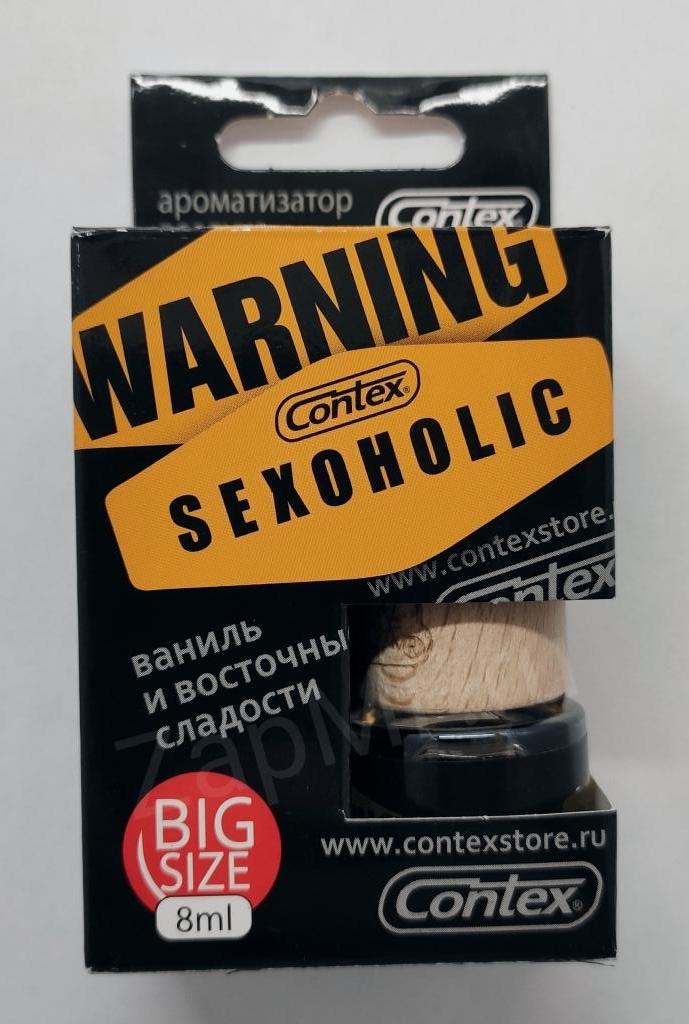 ароматизатор
Contex
WARNING
Contex®
SEXOHOLIC
www.contexstore.
Contex
ваниль
и восточны
сладости
BIG
SIZE
8ml
www.contexstore.ru
Contex®